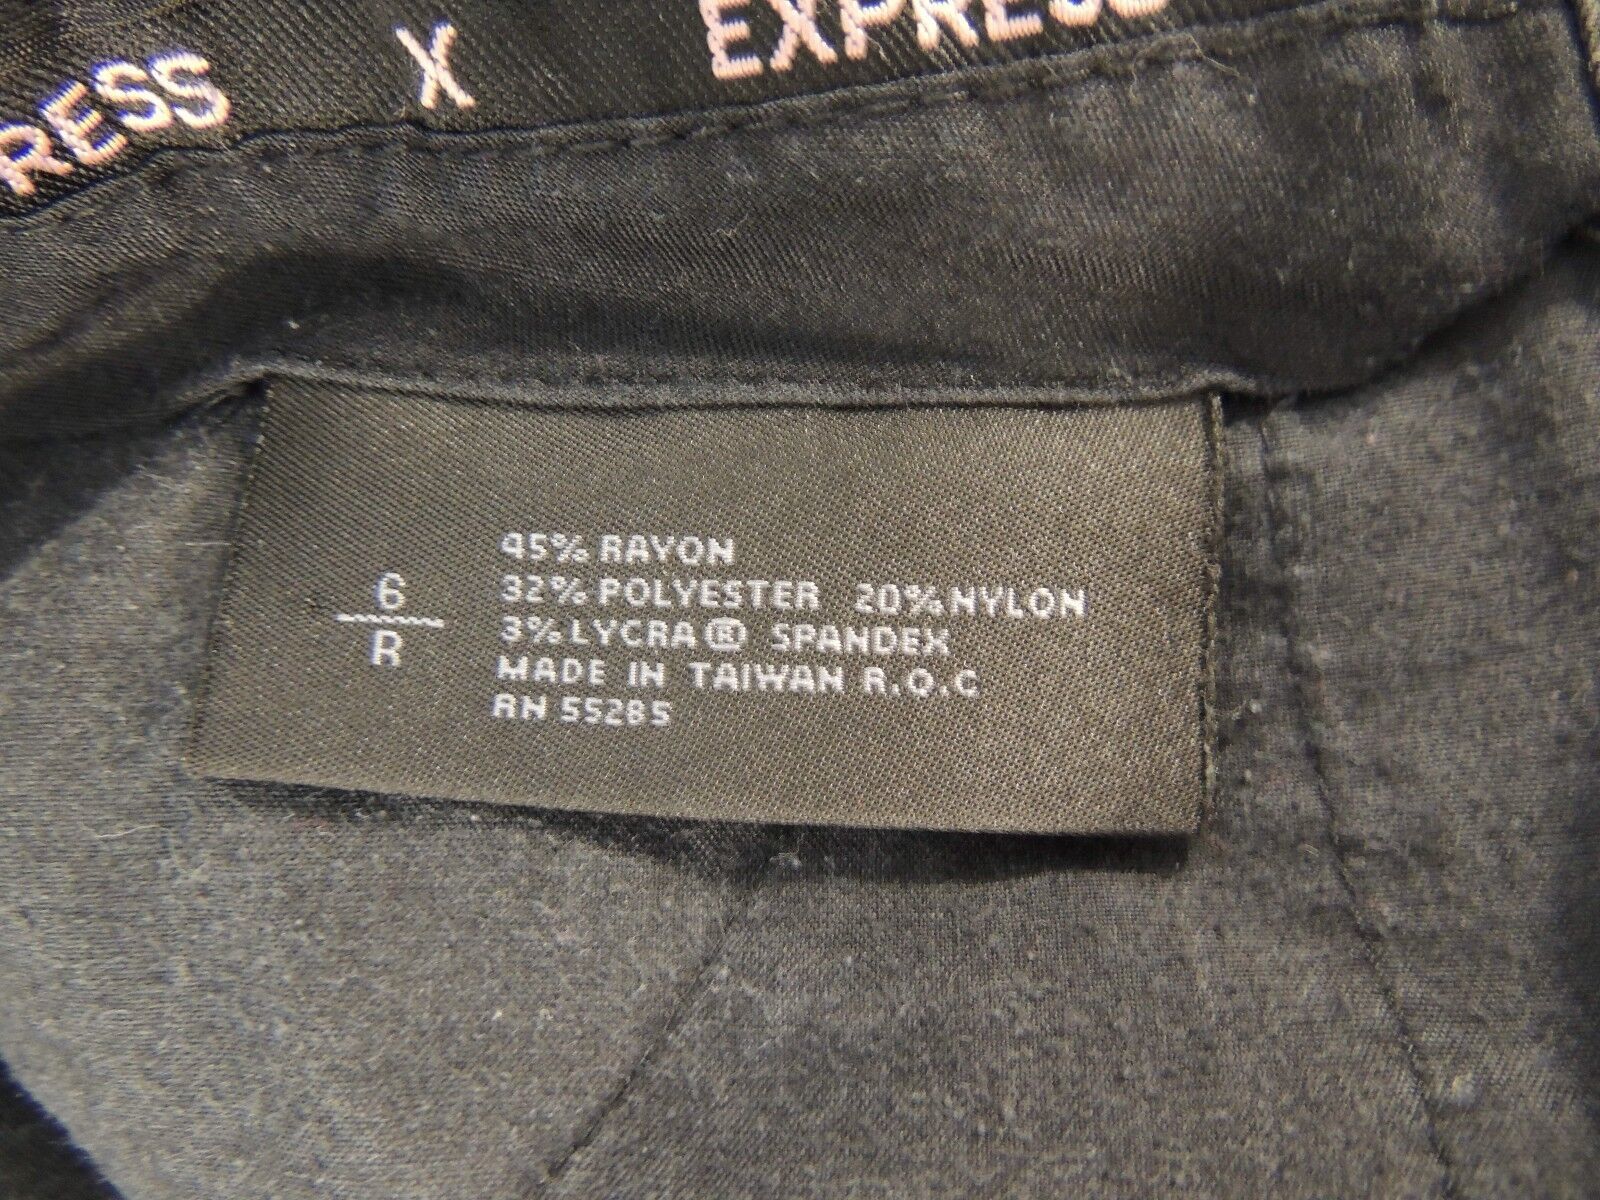 RESS X EXPRESS
6
R
45% RAYON
32% POLYESTER 20% NYLON
3% LYCRA ® SPANDEX
MADE IN TAIWAN R.O.C
RN 55285